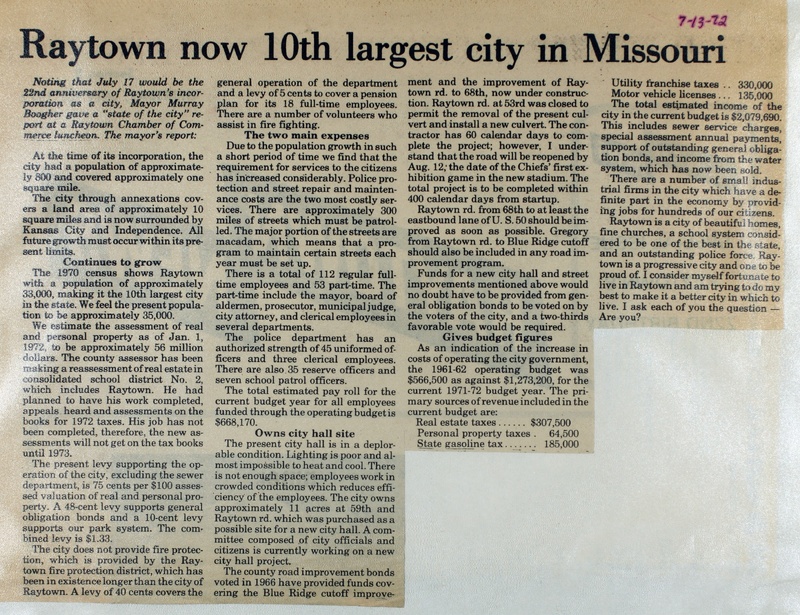 7-13-72
Raytown now 10th largest city in Missouri
Noting that July 17 would be the
22nd anniversary of Raytown's incor-
poration as a city, Mayor Murray
Boogher gave a "state of the city" re-
port at a Raytown Chamber of Com-
merce luncheon. The mayor's report:
At the time of its incorporation, the
city had a population of approximate-
ly 800 and covered approximately one
square mile.
The city through annexations cov-
ers a land area of approximately 10
square miles and is now surrounded by
Kansas City and Independence. All
future growth must occur within its pre-
sent limits.
Continues to grow
The 1970 census shows Raytown
with a population of approximately
33,000, making it the 10th largest city
in the state. We feel the present popula-
tion to be approximately 35,000.
We estimate the assessment of real
and personal property as of Jan. 1,
1972, to be approximately 56 million
dollars. The county assessor has been
making a reassessment of real estate in
consolidated school district No. 2,
which includes Raytown. He had
planned to have his work completed,
appeals heard and assessments on the
books for 1972 taxes. His job has not
been completed, therefore, the new as-
sessments will not get on the tax books
until 1973.
The present levy supporting the op-
eration of the city, excluding the sewer
department, is 75 cents per $100 asses-
sed valuation of real and personal pro-
perty. A 48-cent levy supports general
obligation bonds and a 10-cent levy
supports our park system. The com-
bined levy is $1.33.
The city does not provide fire protec-
tion, which is provided by the Ray-
town fire protection district, which has
been in existence longer than the city of
Raytown. A levy of 40 cents covers the
general operation of the department
and a levy of 5 cents to cover a pension
plan for its 18 full-time employees.
There are a number of volunteers who
assist in fire fighting.
The two main expenses
Due to the population growth in such
a short period of time we find that the
requirement for services to the citizens
has increased considerably. Police pro-
tection and street repair and mainten-
ance costs are the two most costly ser-
vices. There are approximately 300
miles of streets which must be patrol-
led. The major portion of the streets are
macadam, which means that a pro-
gram to maintain certain streets each
year must be set up.
There is a total of 112 regular full-
time employees and 53 part-time. The
part-time include the mayor, board of
aldermen, prosecutor, municipal judge,
city attorney, and clerical employees in
several departments.
The police department has an
authorized strength of 45 uniformed of-
ficers and three clerical employees.
There are also 35 reserve officers and
seven school patrol officers.
The total estimated pay roll for the
current budget year for all employees
funded through the operating budget is
$668,170.
Owns city hall site
The present city hall is in a deplor-
able condition. Lighting is poor and al-
most impossible to heat and cool. There
is not enough space; employees work in
crowded conditions which reduces effi-
ciency of the employees. The city owns
approximately 11 acres at 59th and
Raytown rd. which was purchased as a
possible site for a new city hall. A com-
mittee composed of city officials and
citizens is currently working on a new
city hall project.
The county road improvement bonds
voted in 1966 have provided funds cov-
ering the Blue Ridge cutoff improve-
ment and the improvement of Ray-
town rd. to 68th, now under construc-
tion. Raytown rd. at 53rd was closed to
permit the removal of the present cul-
vert and install a new culvert. The con-
tractor has 60 calendar days to com-
plete the project; however, I under-
stand that the road will be reopened by
Aug. 12, the date of the Chiefs' first ex-
hibition game in the new stadium. The
total project is to be completed within
400 calendar days from startup.
Raytown rd. from 68th to at least the
eastbound lane of U. S. 50 should be im-
proved as soon as possible. Gregory
from Raytown rd. to Blue Ridge cutoff
should also be included in any road im-
provement program.
Funds for a new city hall and street
improvements mentioned above would
no doubt have to be provided from gen-
eral obligation bonds to be voted on by
the voters of the city, and a two-thirds
favorable vote would be required.
Gives budget figures
As an indication of the increase in
costs of operating the city government,
the 1961-62 operating budget was
$566,500 as against $1,273,200, for the
current 1971-72 budget year. The pri-
mary sources of revenue included in the
current budget are:
Real estate taxes...... $307,500
Personal property taxes . 64,500
State gasoline tax....... 185,000
Utility franchise taxes .. 330,000
Motor vehicle licenses... 135,000
The total estimated income of the
city in the current budget is $2,079,690.
This includes sewer service charges,
special assessment annual payments,
support of outstanding general obliga-
tion bonds, and income from the water
system, which has now been sold.
There are a number of small indus-
trial firms in the city which have a de-
finite part in the economy by provid-
ing jobs for hundreds of our citizens.
Raytown is a city of beautiful homes,
fine churches, a school system consid-
ered to be one of the best in the state,
and an outstanding police force. Ray-
town is a progressive city and one to be
proud of. I consider myself fortunate to
live in Raytown and am trying to do my
best to make it a better city in which to
live. I ask each of you the question —
Are you?